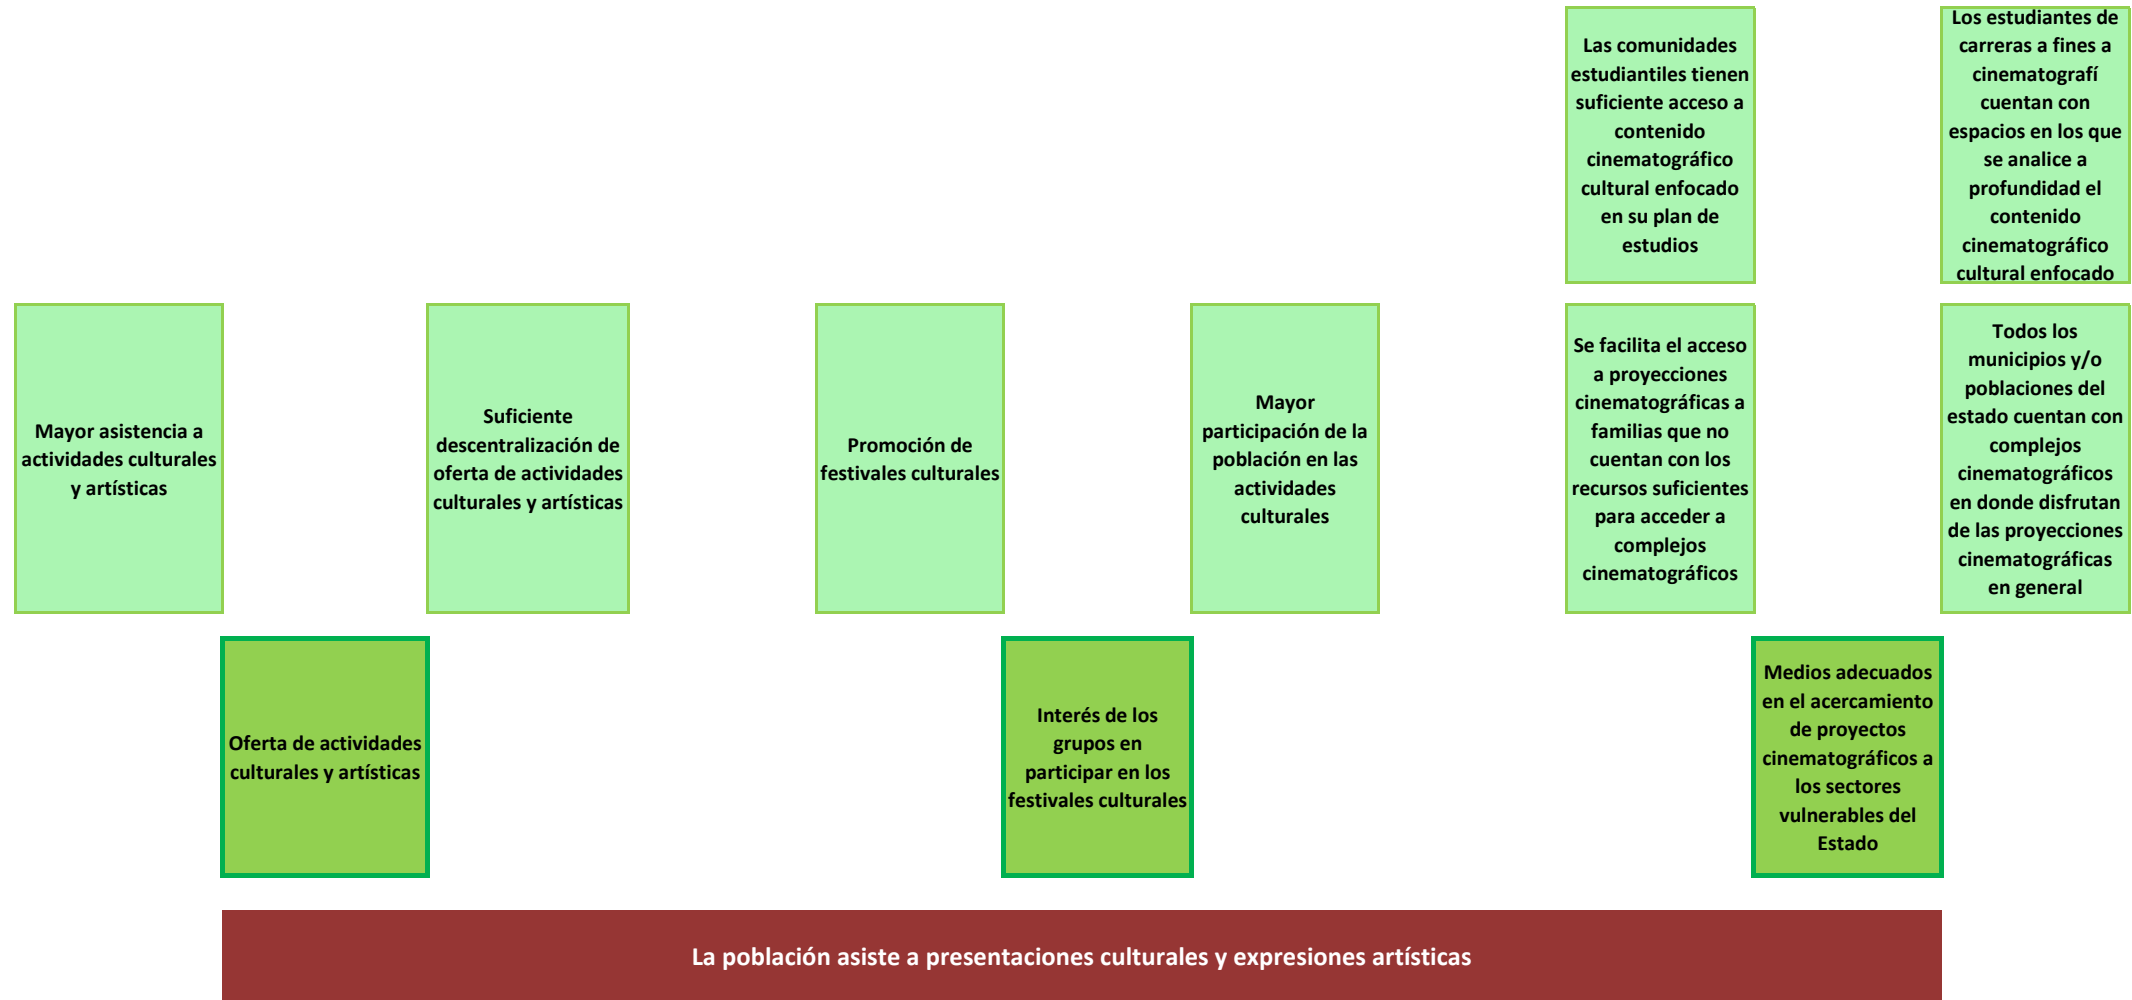 Las comunidades
estudiantiles tienen
suficiente acceso a
contenido
cinematográfico
cultural enfocado
en su plan de
estudios
Los estudiantes de
carreras a fines a
cinematografí
cuentan con
espacios en los que
se analice a
profundidad el
contenido
cinematográfico
cultural enfocado
Mayor asistencia a
actividades culturales
y artísticas
Suficiente
descentralización de
oferta de actividades
culturales y artísticas
Promoción de
festivales culturales
Mayor
participación de la
población en las
actividades
culturales
Se facilita el acceso
a proyecciones
cinematográficas a
familias que no
cuentan con los
recursos suficientes
para acceder a
complejos
cinematográficos
Todos los
municipios y/o
poblaciones del
estado cuentan con
complejos
cinematográficos
en donde disfrutan
de las proyecciones
cinematográficas
en general
Oferta de actividades
culturales y artísticas
Interés de los
grupos en
participar en los
festivales culturales
Medios adecuados
en el acercamiento
de proyectos
cinematográficos a
los sectores
vulnerables del
Estado
La población asiste a presentaciones culturales y expresiones artísticas